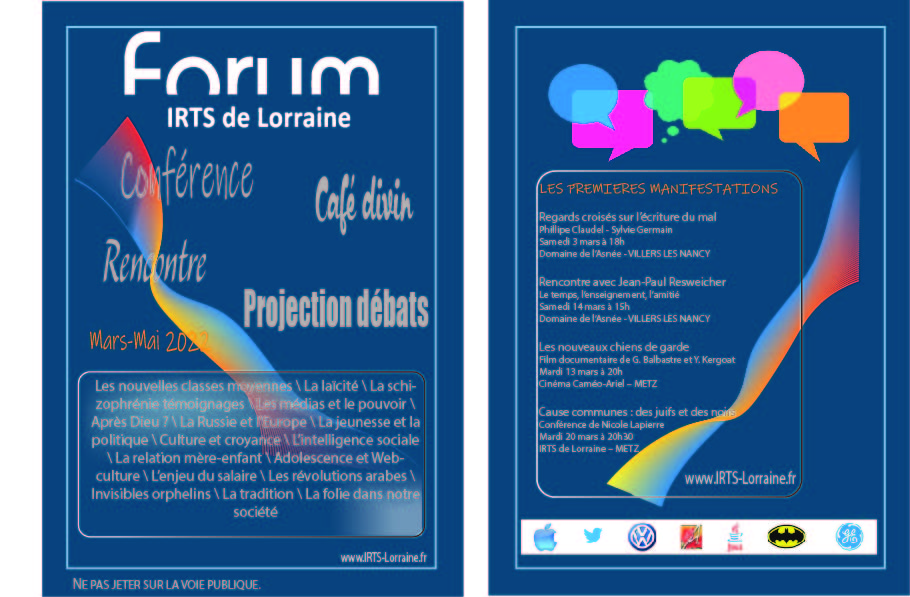 Forum
IRTS de Lorraine
Conférence
Café divin
Rencontre
Projection débats
Mars-Mai 2022
Les nouvelles classes moyennes \ La laïcité \ La schi-
zophrénie témoignages \ Les médias et le pouvoir \
Après Dieu ? \ La Russie et l'Europe \ La jeunesse et la
politique \ Culture et croyance \ L'intelligence sociale
\ La relation mère-enfant \ Adolescence et Web-
culture \ L'enjeu du salaire \ Les révolutions arabes \
Invisibles orphelins \ La tradition \ La folie dans notre
société
www.IRTS-Lorraine.fr
NE PAS JETER SUR LA VOIE PUBLIQUE.
LES PREMIERES MANIFESTATIONS
Regards croisés sur l'écriture du mal
Phillipe Claudel - Sylvie Germain
Samedi 3 mars à 18h
Domaine de l'Asnée - VILLERS LES NANCY
Rencontre avec Jean-Paul Resweicher
Le temps, l'enseignement, l'amitié
Samedi 14 mars à 15h
Domaine de l'Asnée - VILLERS LES NANCY
Les nouveaux chiens de garde
Film documentaire de G. Balbastre et Y. Kergoat
Mardi 13 mars à 20h
Cinéma Caméo-Ariel – METZ
Cause communes : des juifs et des noirs
Conférence de Nicole Lapierre
Mardi 20 mars à 20h30
IRTS de Lorraine – METZ
www.IRTS-Lorraine.fr
Java